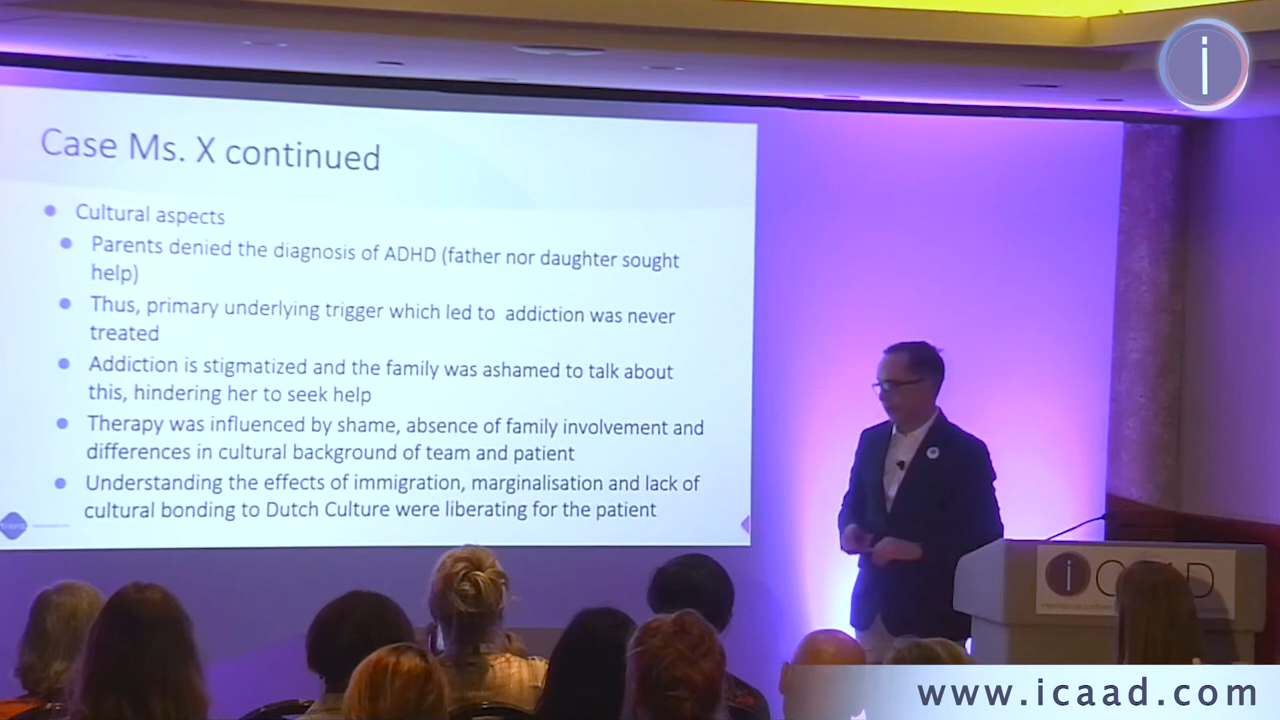 i
Case Ms. X continued
Cultural aspects
Parents denied the diagnosis of ADHD (father nor daughter sought
help)
Thus, primary underlying trigger which led to addiction was never
treated
Addiction is stigmatized and the family was ashamed to talk about
this, hindering her to seek help
Therapy was influenced by shame, absence of family involvement and
differences in cultural background of team and patient
Understanding the effects of immigration, marginalisation and lack of
cultural bonding to Dutch Culture were liberating for the patient
i
www.icaad.com